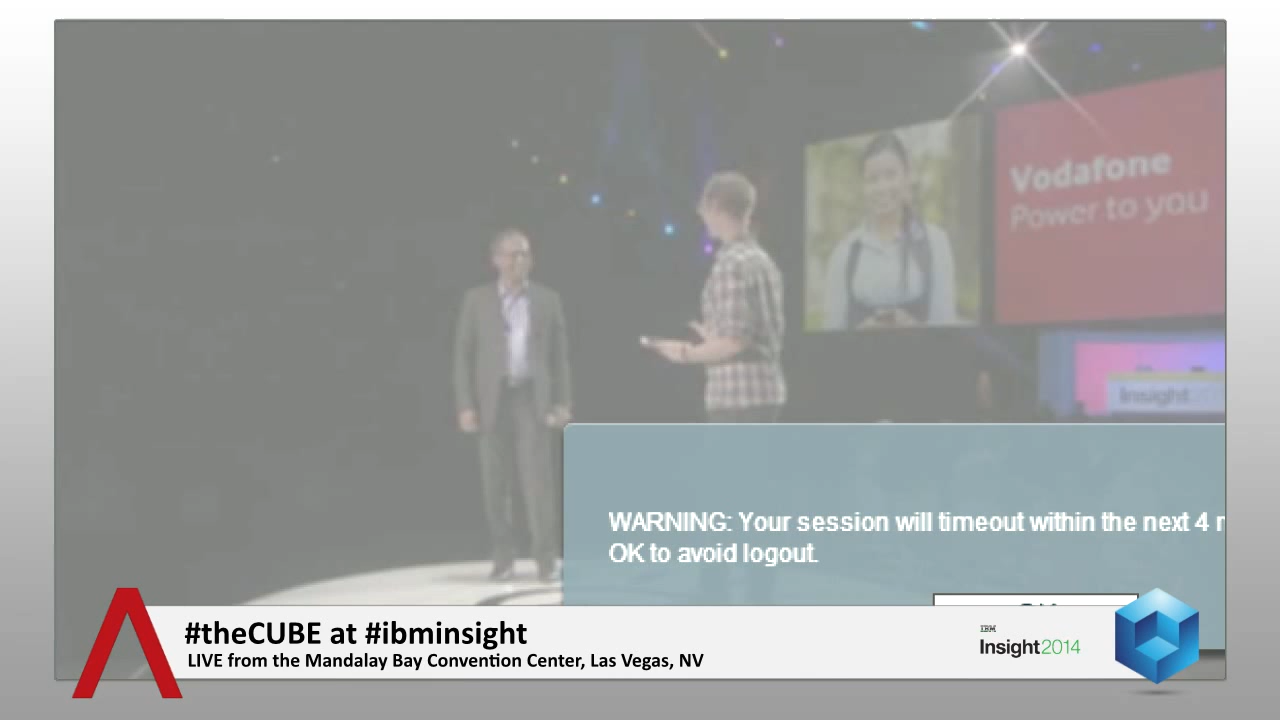 Vodafone
Power to you
Insight
WARNING: Your session will timeout within the next 4
OK to avoid logout.
#theCUBE at #ibminsight
LIVE from the Mandalay Bay Convention Center, Las Vegas, NV
IBM
Insight2014